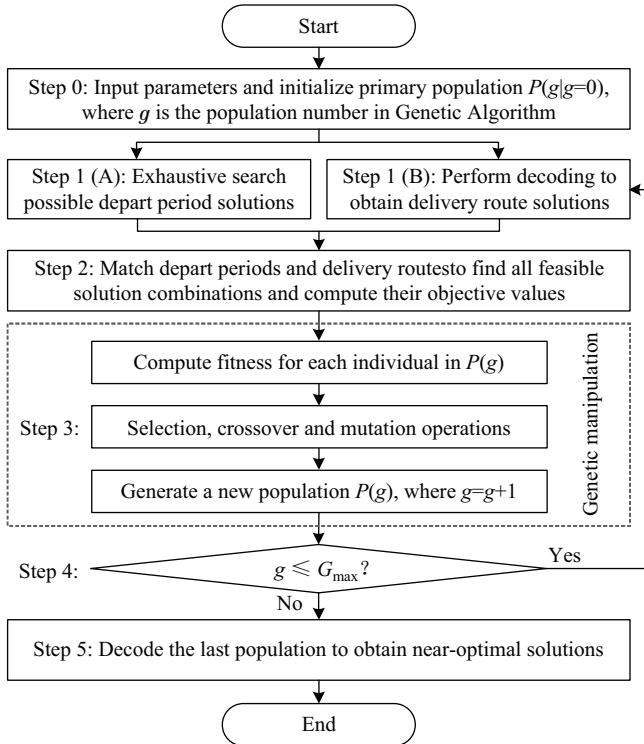 Start
Step 0: Input parameters and initialize primary population P(g|g=0),
where g is the population number in Genetic Algorithm
Step 1 (A): Exhaustive search
possible depart period solutions
Step 1 (B): Perform decoding to
obtain delivery route solutions
Step 2: Match depart periods and delivery routesto find all feasible
solution combinations and compute their objective values
Compute fitness for each individual in P(g)
Step 3:
Selection, crossover and mutation operations
Generate a new population P(g), where g=g+1
Genetic manipulation
Step 4:
g ⩽ Gmax?
Yes
No
Step 5: Decode the last population to obtain near-optimal solutions
End